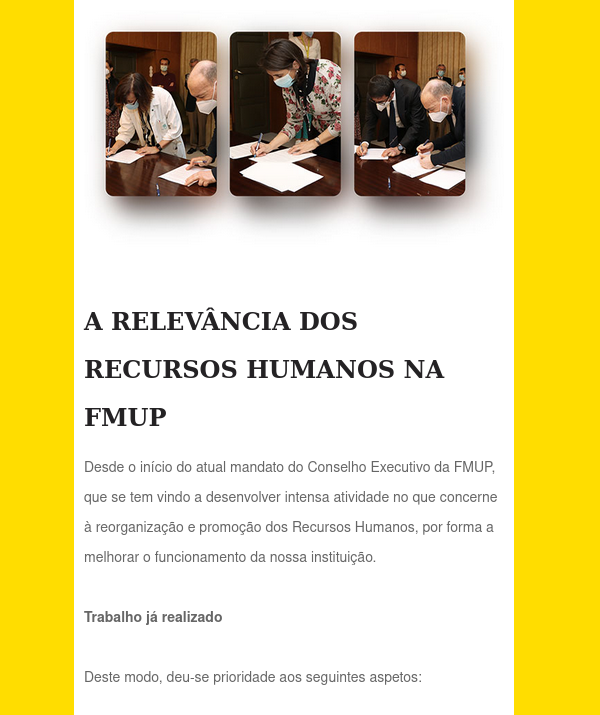 A RELEVÂNCIA DOS
RECURSOS HUMANOS NA
FMUP
Desde o início do atual mandato do Conselho Executivo da FMUP,
que se tem vindo a desenvolver intensa atividade no que concerne
à reorganização e promoção dos Recursos Humanos, por forma a
melhorar o funcionamento da nossa instituição.
Trabalho já realizado
Deste modo, deu-se prioridade aos seguintes aspetos: